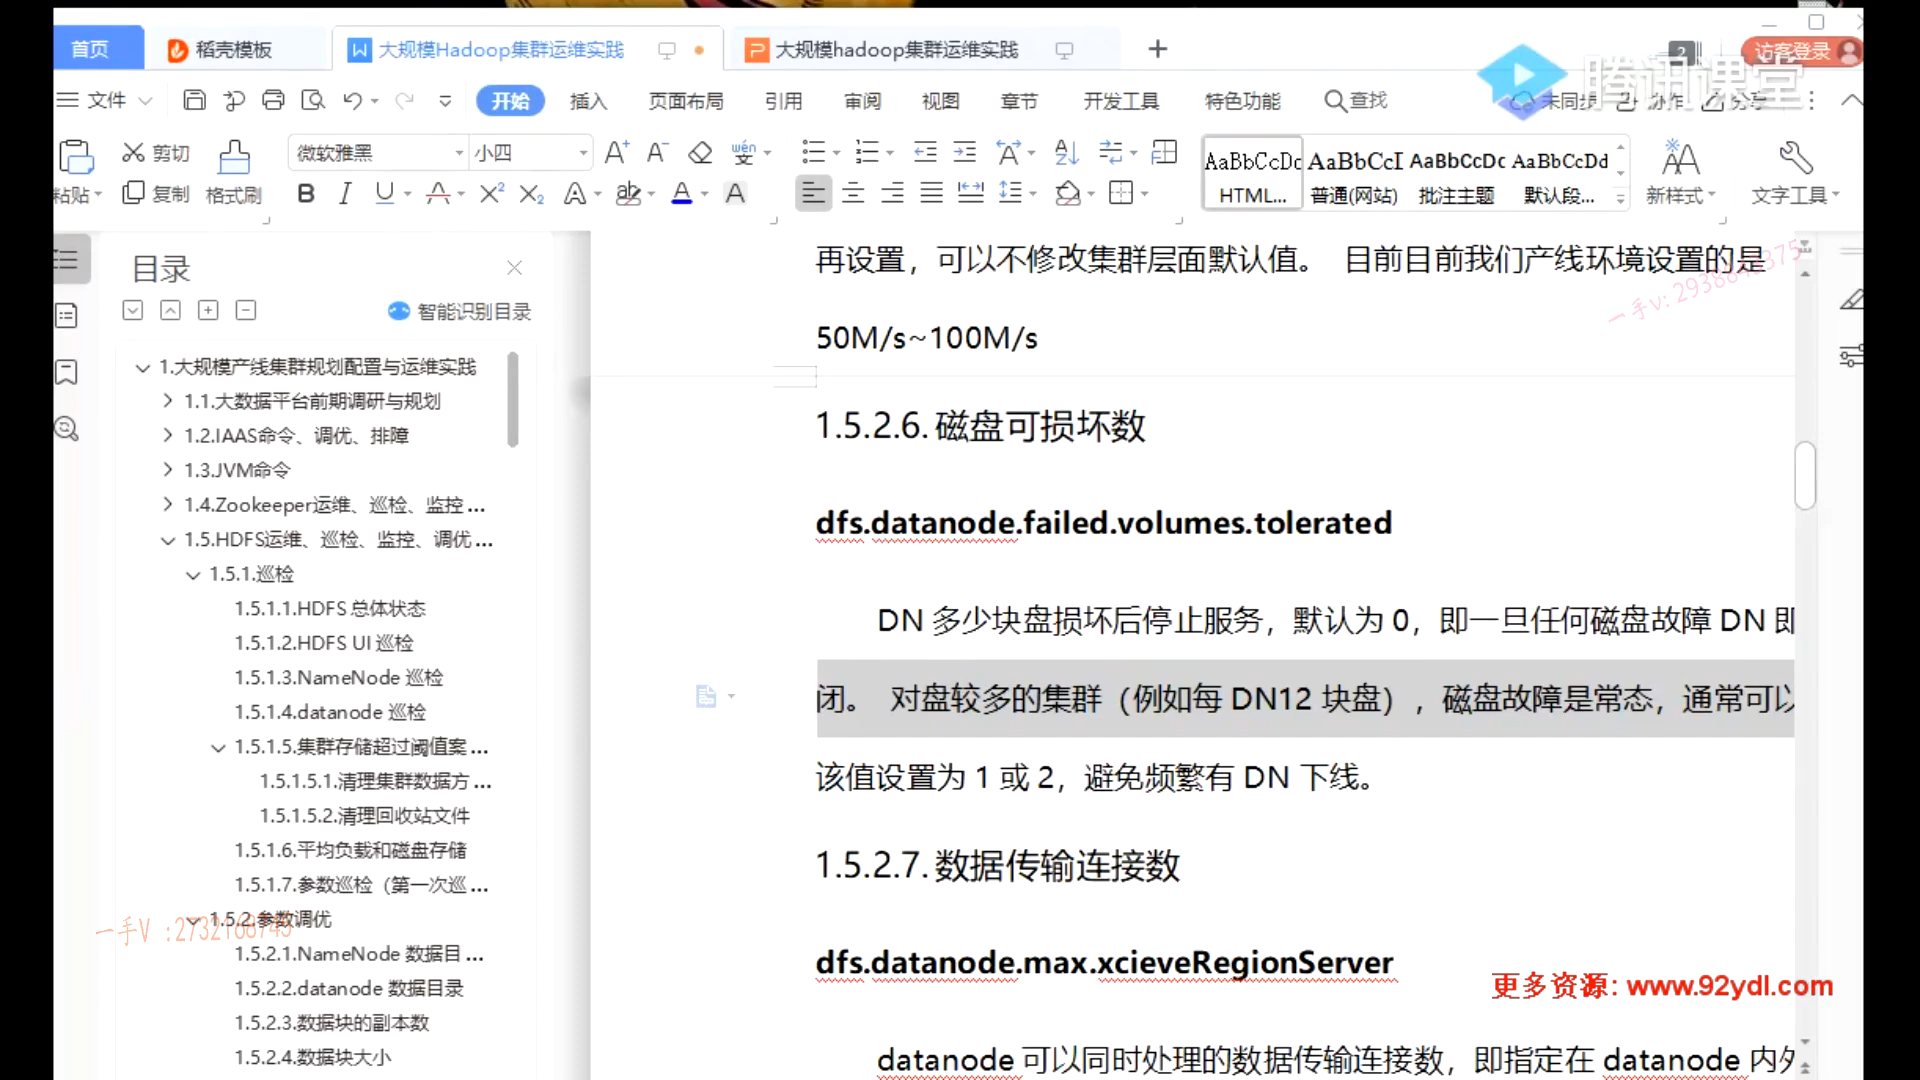 首页
稻壳模板
大规模Hadoop集群运维实践
大规模hadoop集群运维实践
2
访客登录
腾讯课堂
文件
开始
插入
页面布局
引用
审阅
视图
章节
开发工具
特色功能
查找
未同步
协作
分享
粘贴
剪切
复制
格式刷
微软雅黑
小四
AaBbCcDc
HTML...
AaBbCcI
普通(网站)
AaBbCcDc
批注主题
AaBbCcDd
默认段...
新样式
文字工具
目录
智能识别目录
1.大规模产线集群规划配置与运维实践
1.1.大数据平台前期调研与规划
1.2.IAAS命令、调优、排障
1.3.JVM命令
1.4.Zookeeper运维、巡检、监控 ...
1.5.HDFS运维、巡检、监控、调优 ...
1.5.1.巡检
1.5.1.1.HDFS 总体状态
1.5.1.2.HDFS UI 巡检
1.5.1.3.NameNode 巡检
1.5.1.4.datanode 巡检
1.5.1.5.集群存储超过阈值案 ...
1.5.1.5.1.清理集群数据方 ...
1.5.1.5.2.清理回收站文件
1.5.1.6.平均负载和磁盘存储
1.5.1.7.参数巡检（第一次巡 ...
1.5.2.参数调优
1.5.2.1.NameNode 数据目 ...
1.5.2.2.datanode 数据目录
1.5.2.3.数据块的副本数
1.5.2.4.数据块大小
再设置，可以不修改集群层面默认值。 目前目前我们产线环境设置的是
50M/s~100M/s
1.5.2.6. 磁盘可损坏数
dfs.datanode.failed.volumes.tolerated
DN 多少块盘损坏后停止服务，默认为 0，即一旦任何磁盘故障 DN 即
闭。 对盘较多的集群（例如每 DN12 块盘），磁盘故障是常态，通常可以
该值设置为 1 或 2，避免频繁有 DN 下线。
1.5.2.7. 数据传输连接数
dfs.datanode.max.xcieveRegionServer
datanode 可以同时处理的数据传输连接数，即指定在 datanode 内外
更多资源: www.92ydl.com